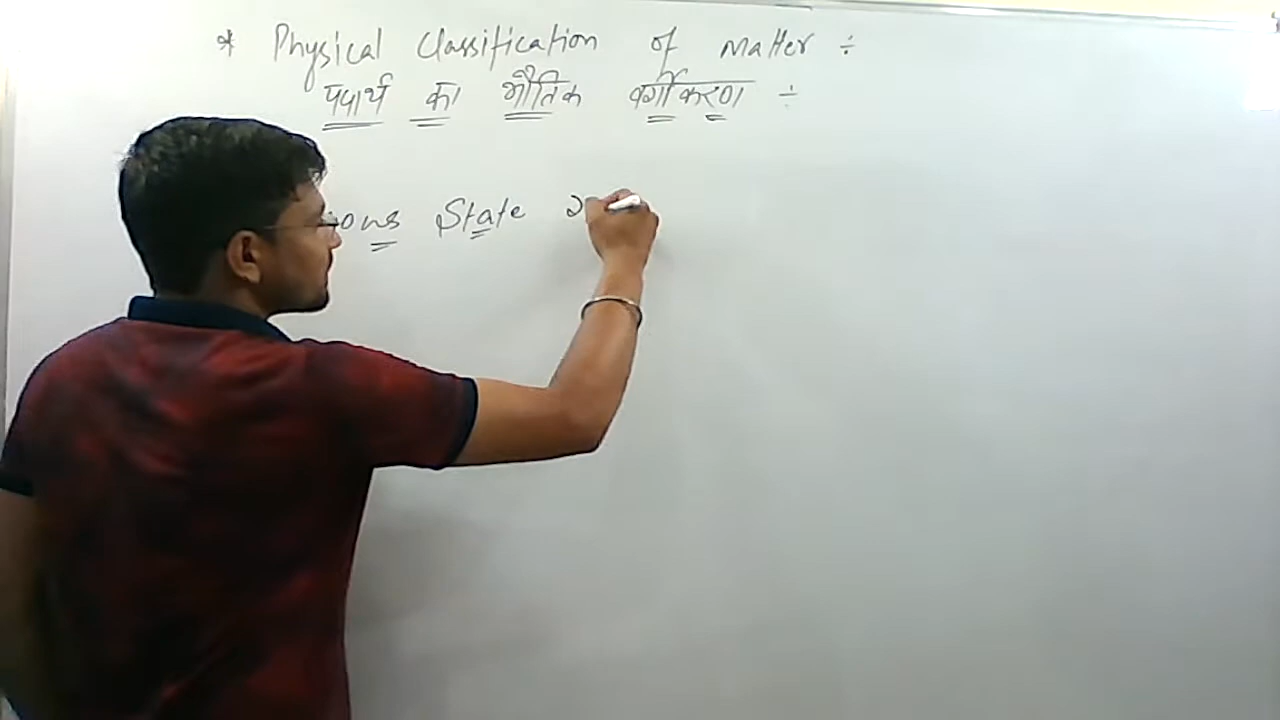 * Physical Classification of Matter ÷
पदार्थ का भौतिक वर्गीकरण ÷
State